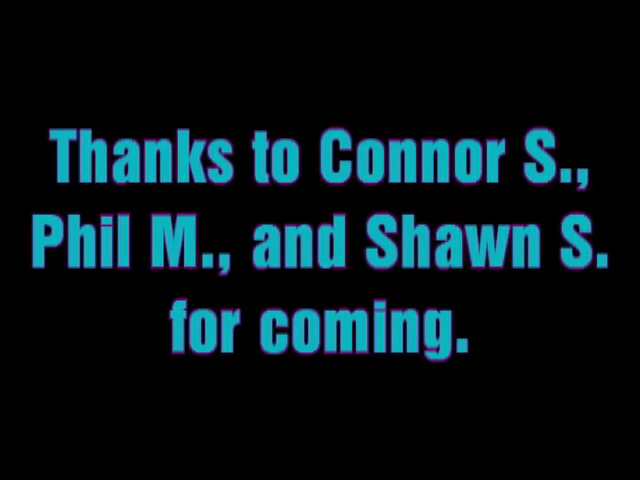 Thanks to Connor S.,
Phil M., and Shawn S.
for coming.